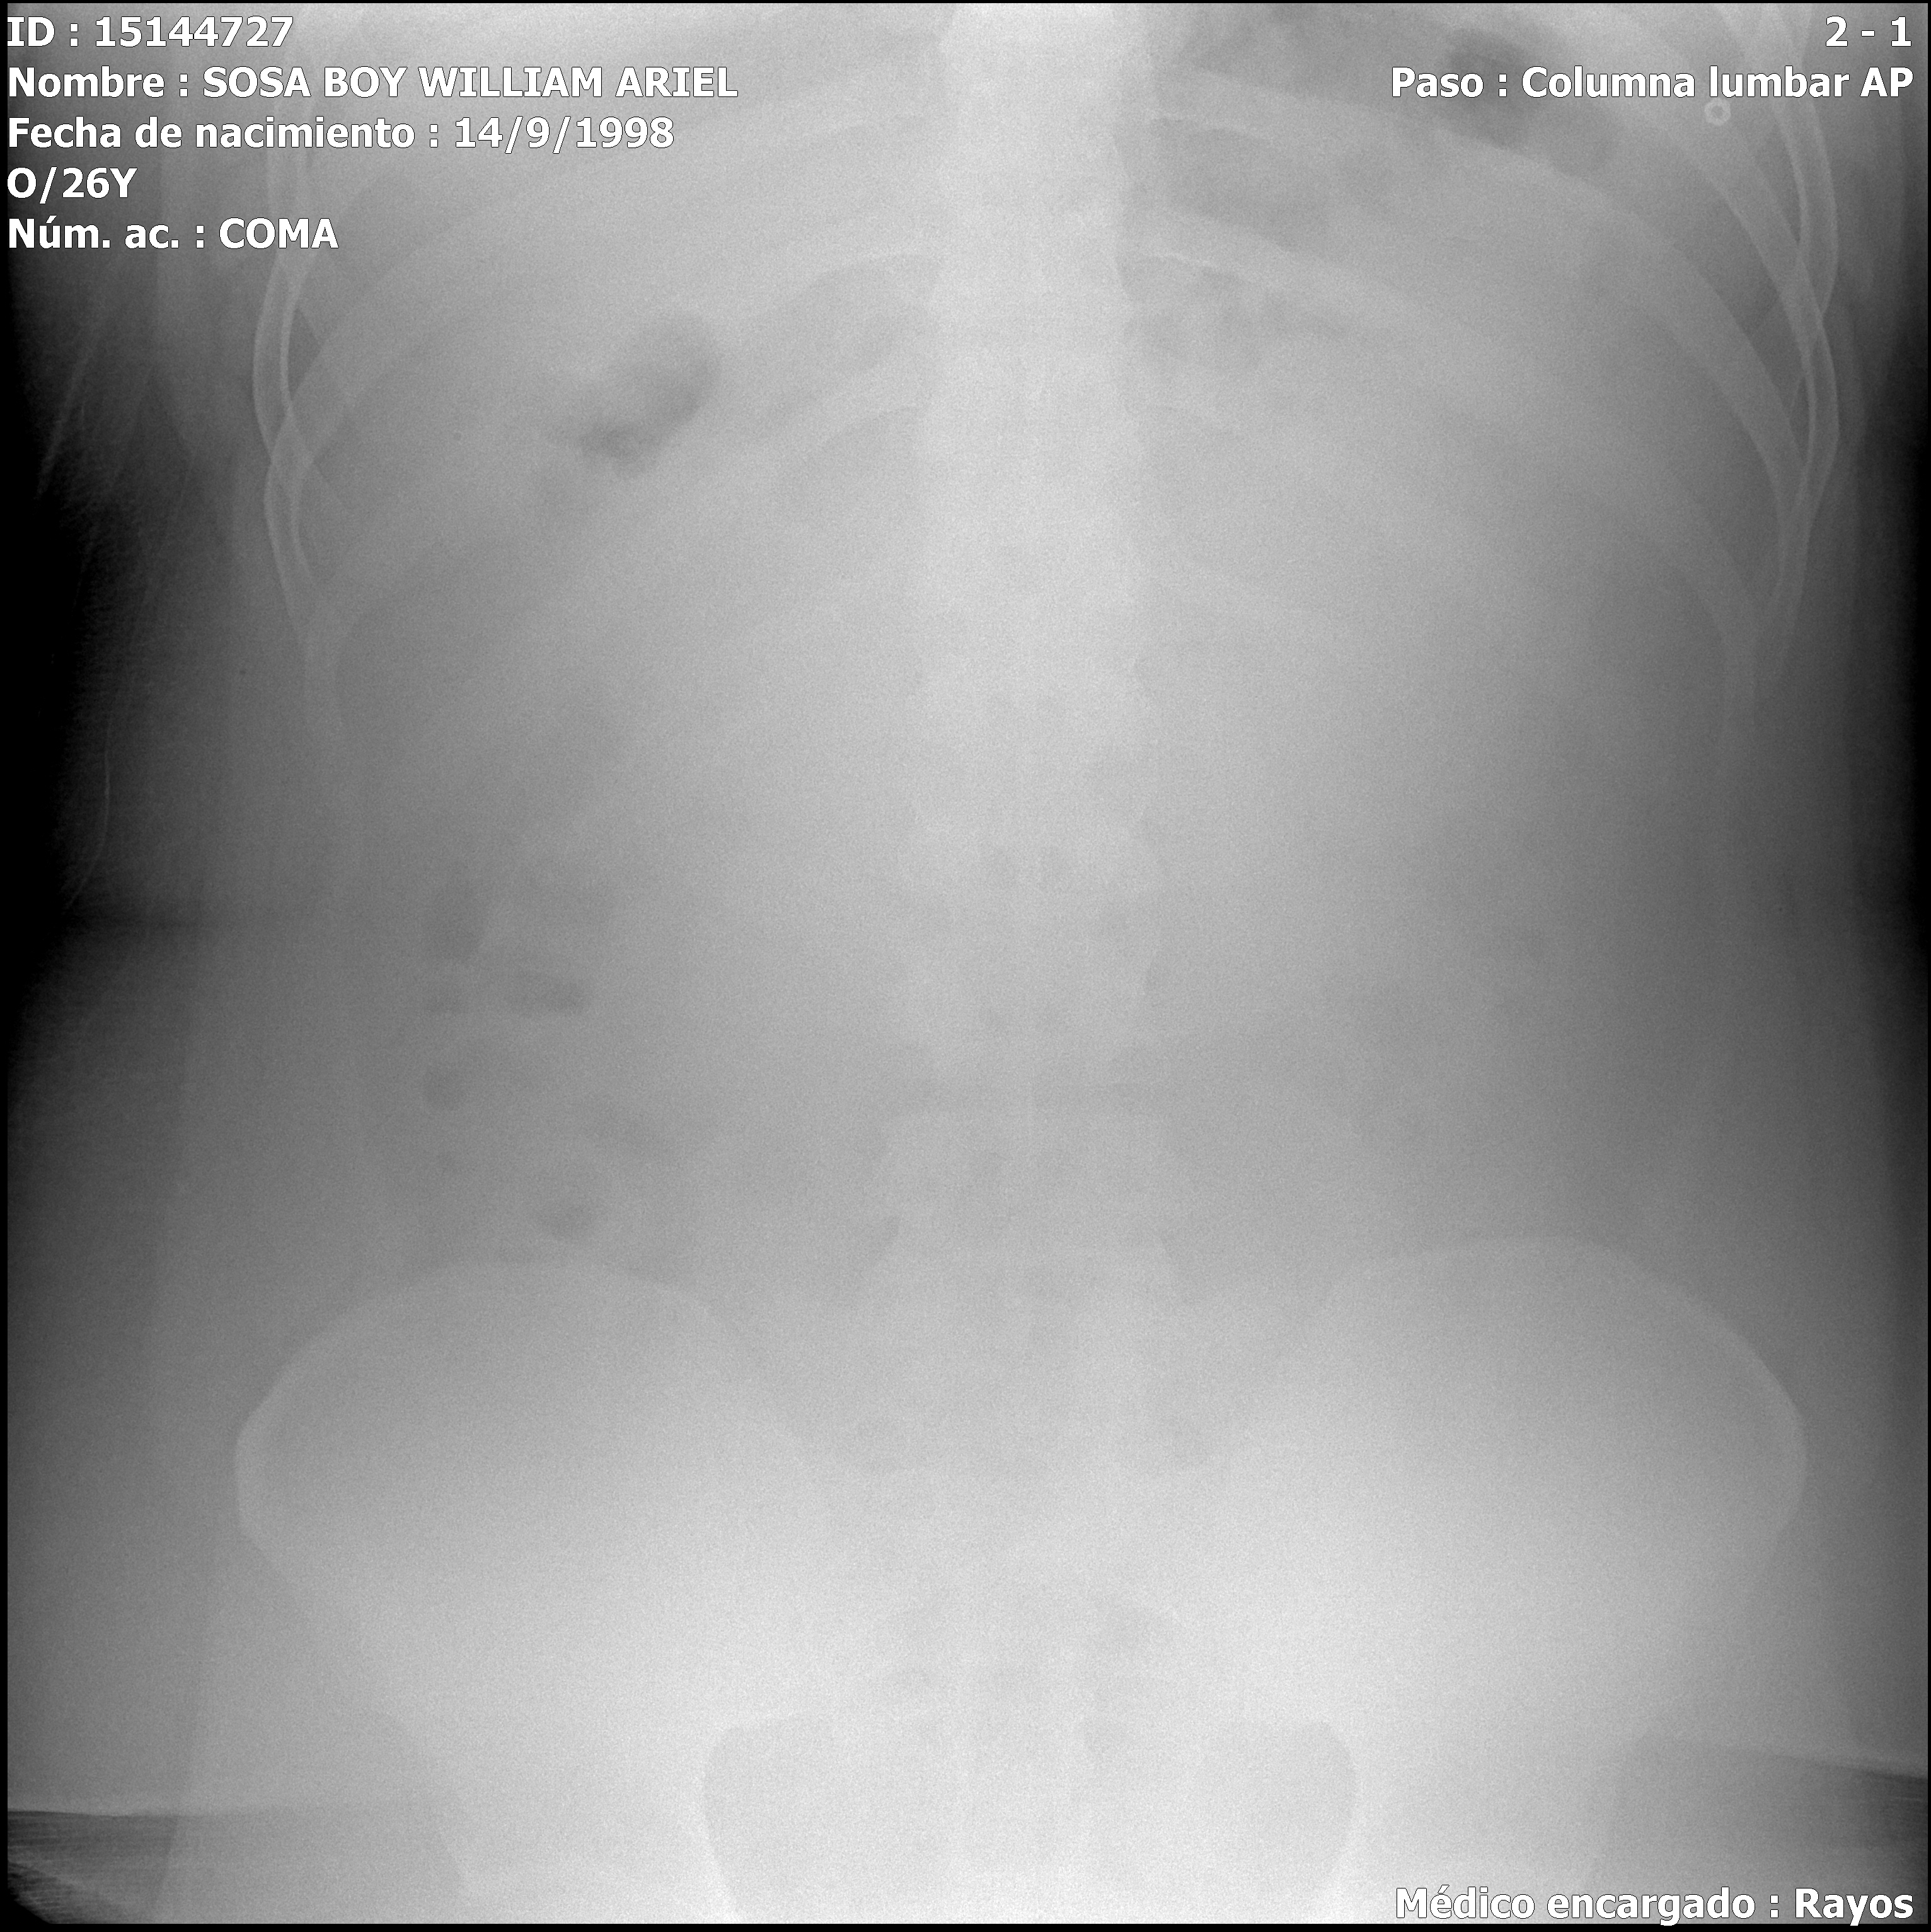 ID : 15144727
2 - 1
Nombre : SOSA BOY WILLIAM ARIEL
Paso : Columna lumbar AP
Fecha de nacimiento : 14/9/1998
O/26Y
Núm. ac. : COMA
Médico encargado : Rayos